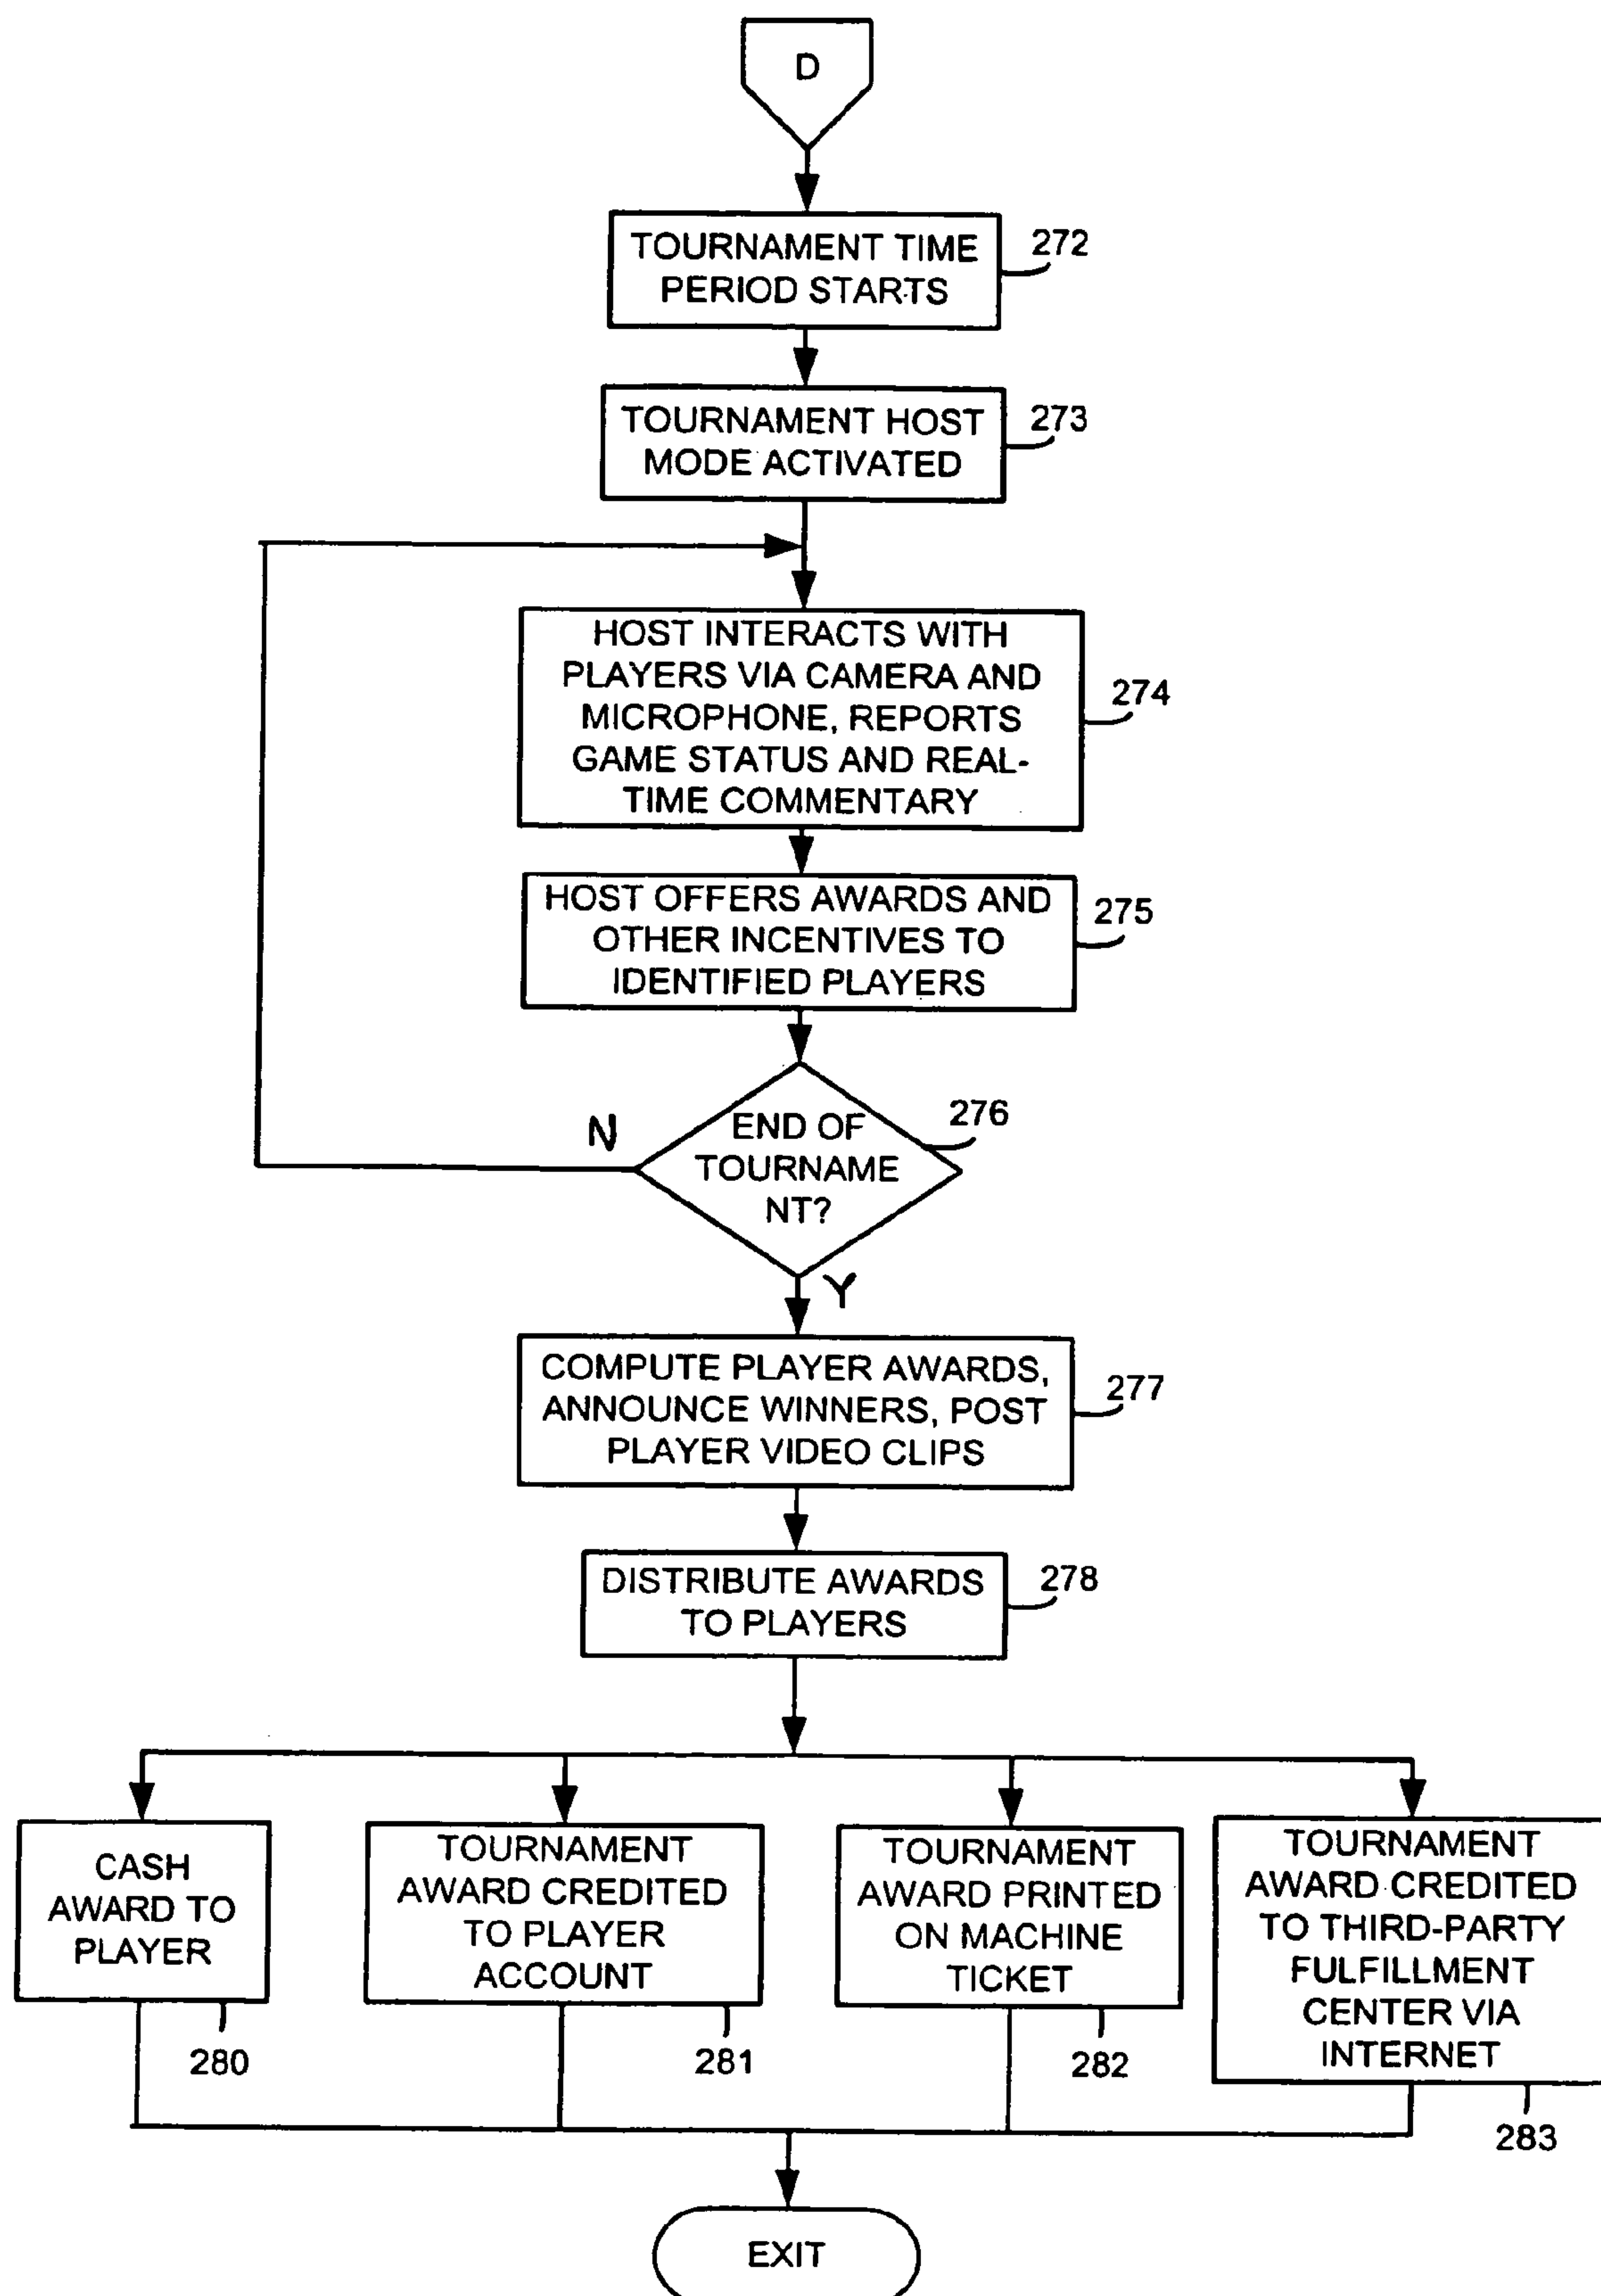 D
TOURNAMENT TIME
PERIOD STARTS
272
TOURNAMENT HOST
MODE ACTIVATED
273
HOST INTERACTS WITH
PLAYERS VIA CAMERA AND
MICROPHONE, REPORTS
GAME STATUS AND REAL-
TIME COMMENTARY
274
HOST OFFERS AWARDS AND
OTHER INCENTIVES TO
IDENTIFIED PLAYERS
275
END OF
TOURNAME
NT?
276
N
Y
COMPUTE PLAYER AWARDS,
ANNOUNCE WINNERS, POST
PLAYER VIDEO CLIPS
277
DISTRIBUTE AWARDS
TO PLAYERS
278
CASH
AWARD TO
PLAYER
280
TOURNAMENT
AWARD CREDITED
TO PLAYER
ACCOUNT
281
TOURNAMENT
AWARD PRINTED
ON MACHINE
TICKET
282
TOURNAMENT
AWARD CREDITED
TO THIRD-PARTY
FULFILLMENT
CENTER VIA
INTERNET
283
EXIT